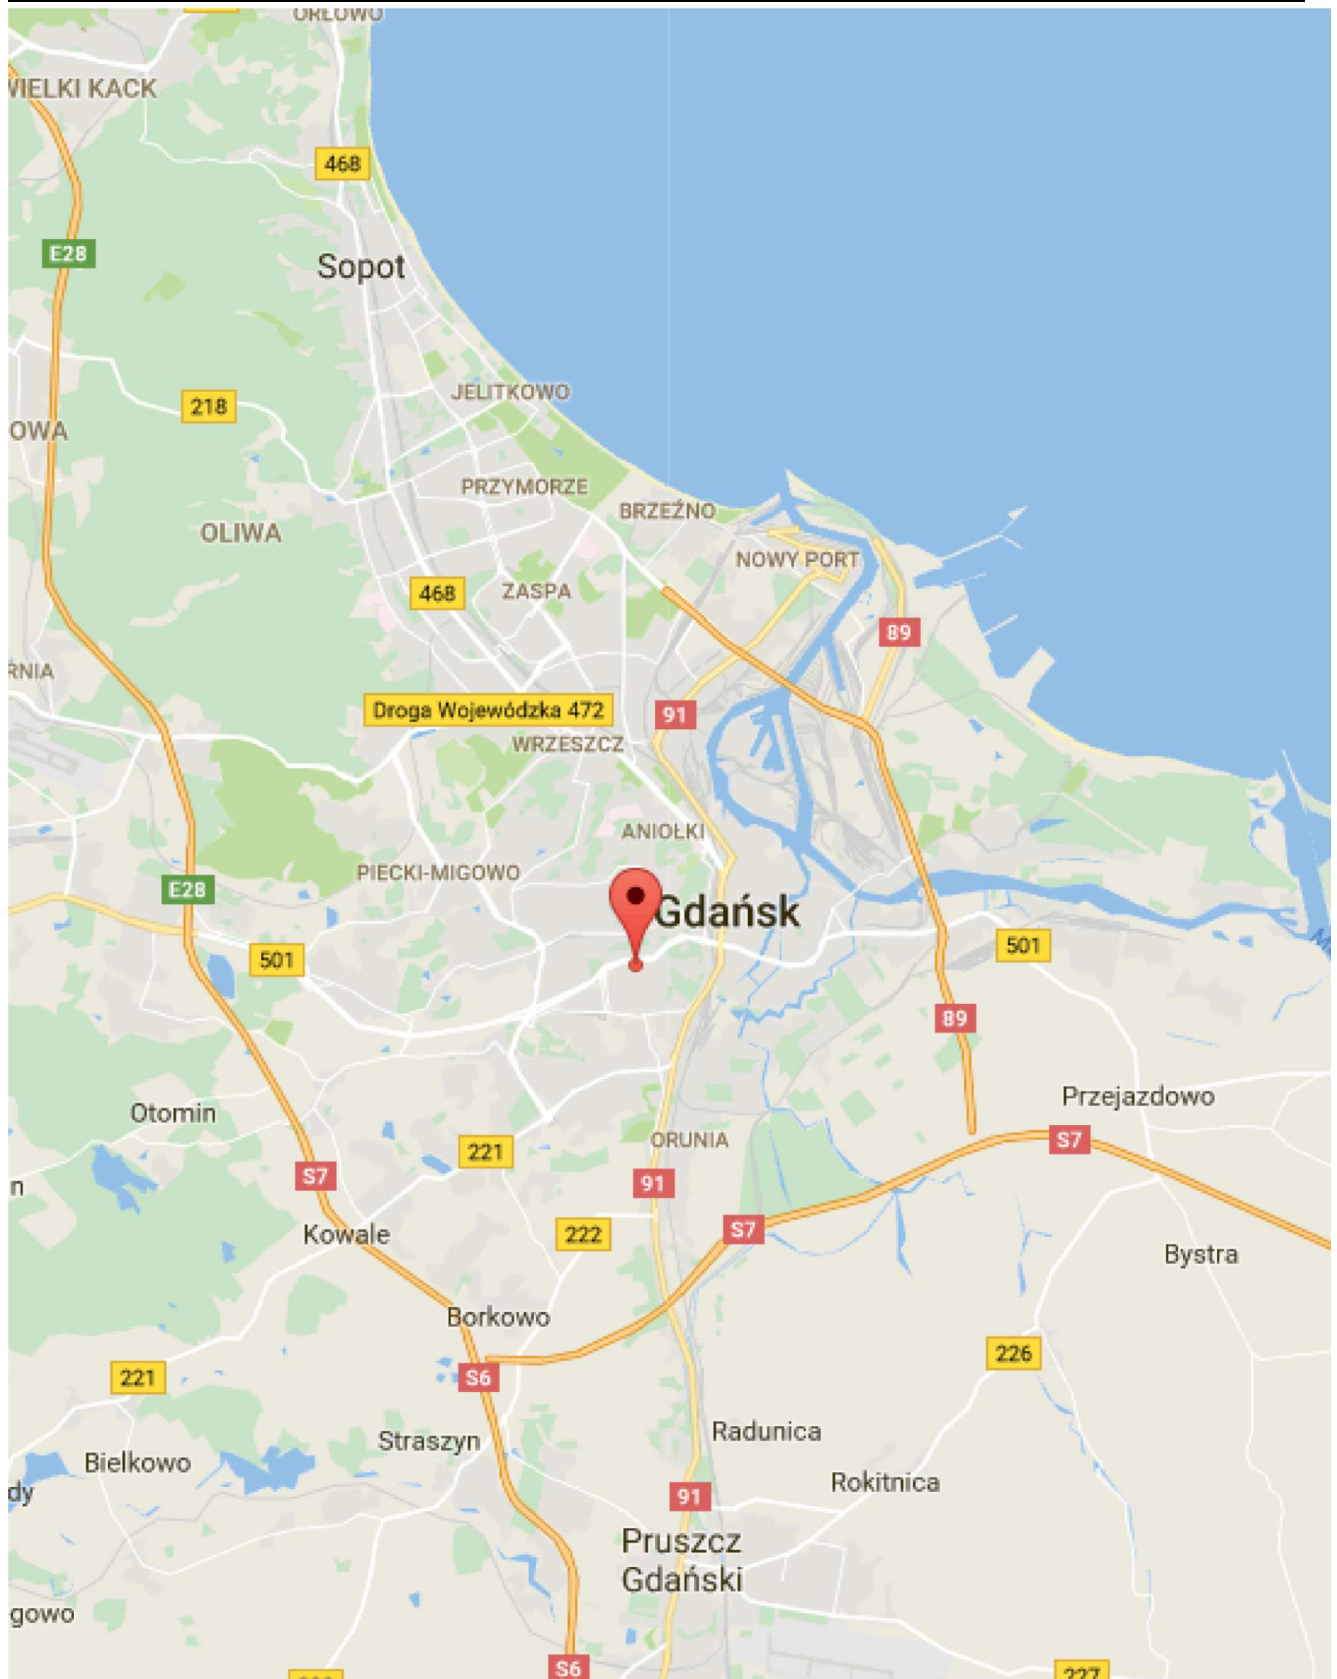 ORŁOWO
WIELKI KACK
468
E28
Sopot
JELITKOWO
218
OWA
PRZYMORZE
BRZEŹNO
OLIWA
NOWY PORT
468
ZASPA
89
RNIA
Droga Wojewódzka 472
91
WRZESZCZ
ANIOŁKI
PIECKI-MIGOWO
E28
Gdańsk
501
501
89
Przejazdowo
Otomin
ORUNIA
S7
221
S7
91
n
Kowale
222
S7
Bystra
Borkowo
226
221
S6
Radunica
Straszyn
Bielkowo
Rokitnica
dy
91
Pruszcz
Gdański
gowo
S6
227